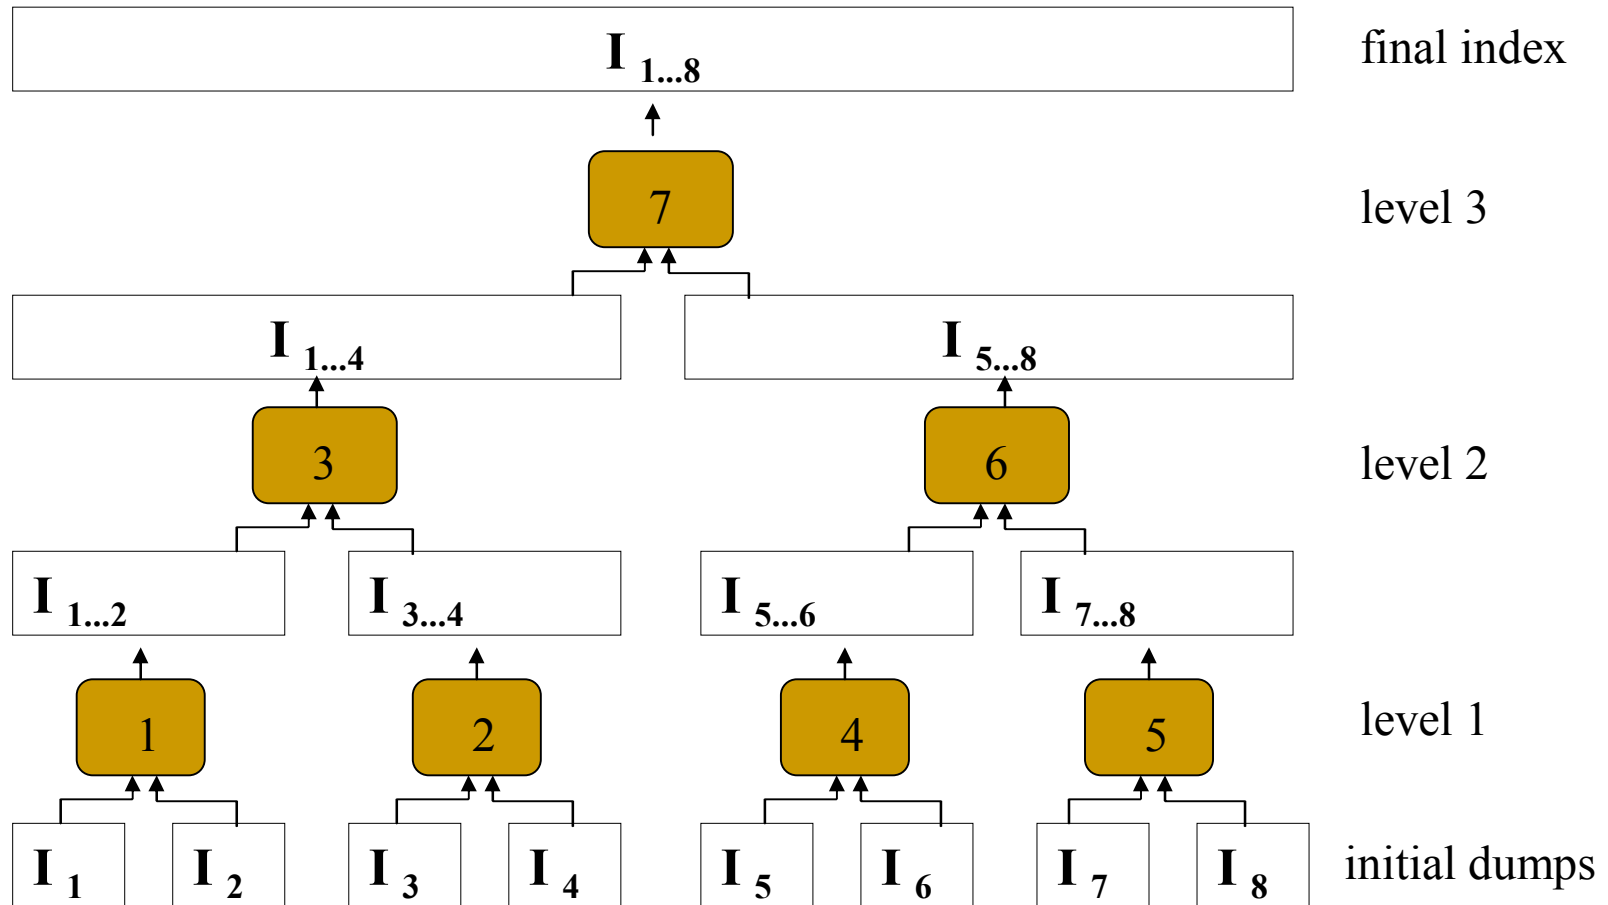 I 1...8 final index
7 level 3
I 1...4 I 5...8
3 6 level 2
I 1...2 I 3...4 I 5...6 I 7...8
1 2 4 5 level 1
I 1 I 2 I 3 I 4 I 5 I 6 I 7 I 8 initial dumps